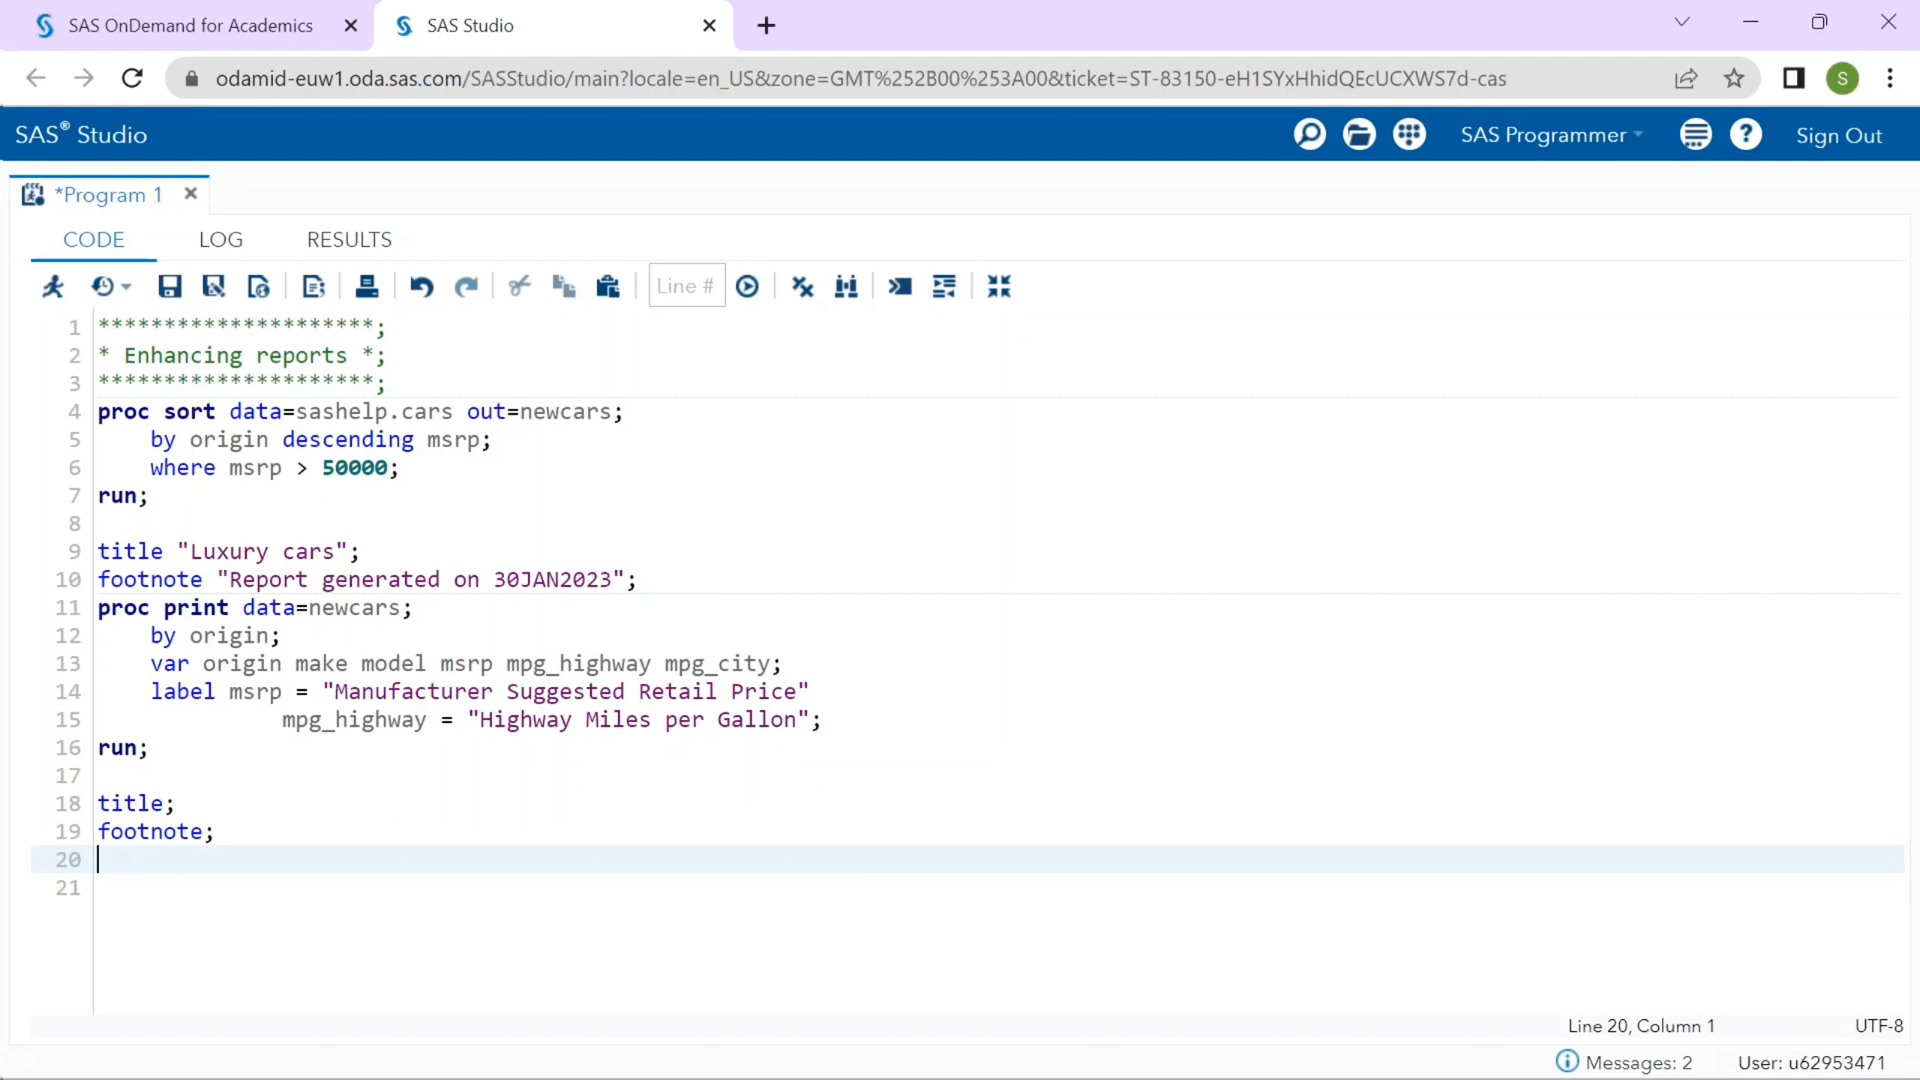 SAS OnDemand for Academics
SAS Studio
odamid-euw1.oda.sas.com/SASStudio/main?locale=en_US&zone=GMT%252B00%253A00&ticket=ST-83150-eH1SYxHhidQEcUCXWS7d-cas
S
SAS® Studio
SAS Programmer
?
Sign Out
*Program 1
CODE LOG RESULTS
Line #
1 *********************;
2 * Enhancing reports *;
3 *********************;
4 proc sort data=sashelp.cars out=newcars;
5 by origin descending msrp;
6 where msrp > 50000;
7 run;
8
9 title "Luxury cars";
10 footnote "Report generated on 30JAN2023";
11 proc print data=newcars;
12 by origin;
13 var origin make model msrp mpg_highway mpg_city;
14 label msrp = "Manufacturer Suggested Retail Price"
15 mpg_highway = "Highway Miles per Gallon";
16 run;
17
18 title;
19 footnote;
20
21
Line 20, Column 1 UTF-8
Messages: 2 User: u62953471